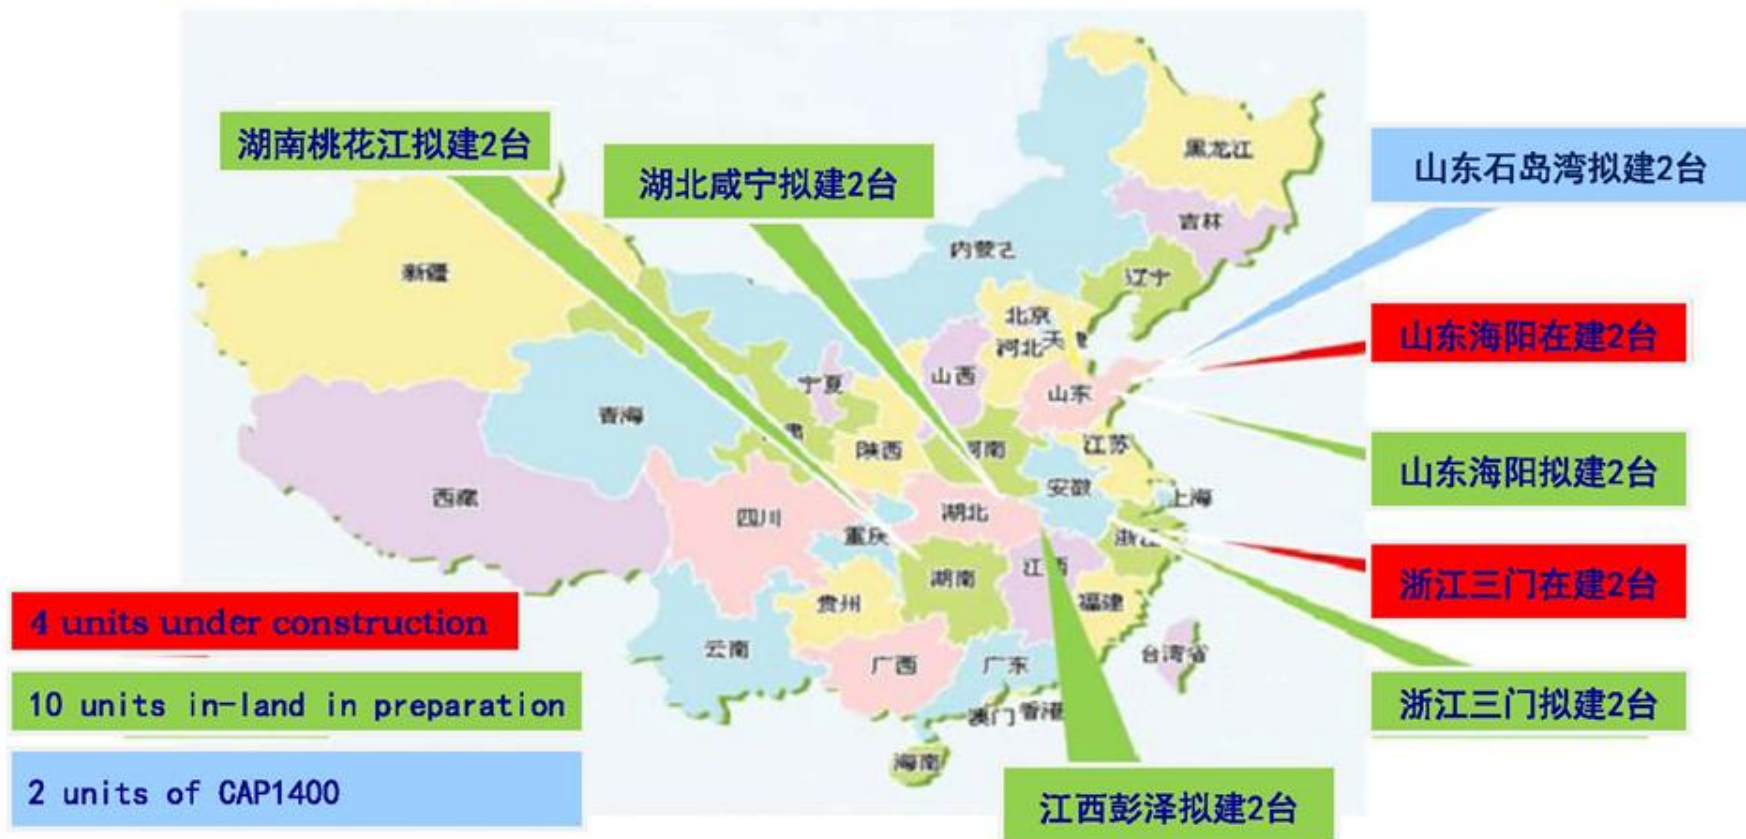 湖南桃花江拟建2台
湖北咸宁拟建2台
山东石岛湾拟建2台
山东海阳在建2台
山东海阳拟建2台
浙江三门在建2台
浙江三门拟建2台
江西彭泽拟建2台
4 units under construction
10 units in-land in preparation
2 units of CAP1400
黑龙江
吉林
辽宁
内蒙
新疆
北京
河北
山西
山东
宁夏
青海
陕西
河南
江苏
安徽
上海
西藏
四川
重庆
湖北
浙江
湖南
贵州
福建
云南
广西
广东
台湾省
澳门
香港
海南